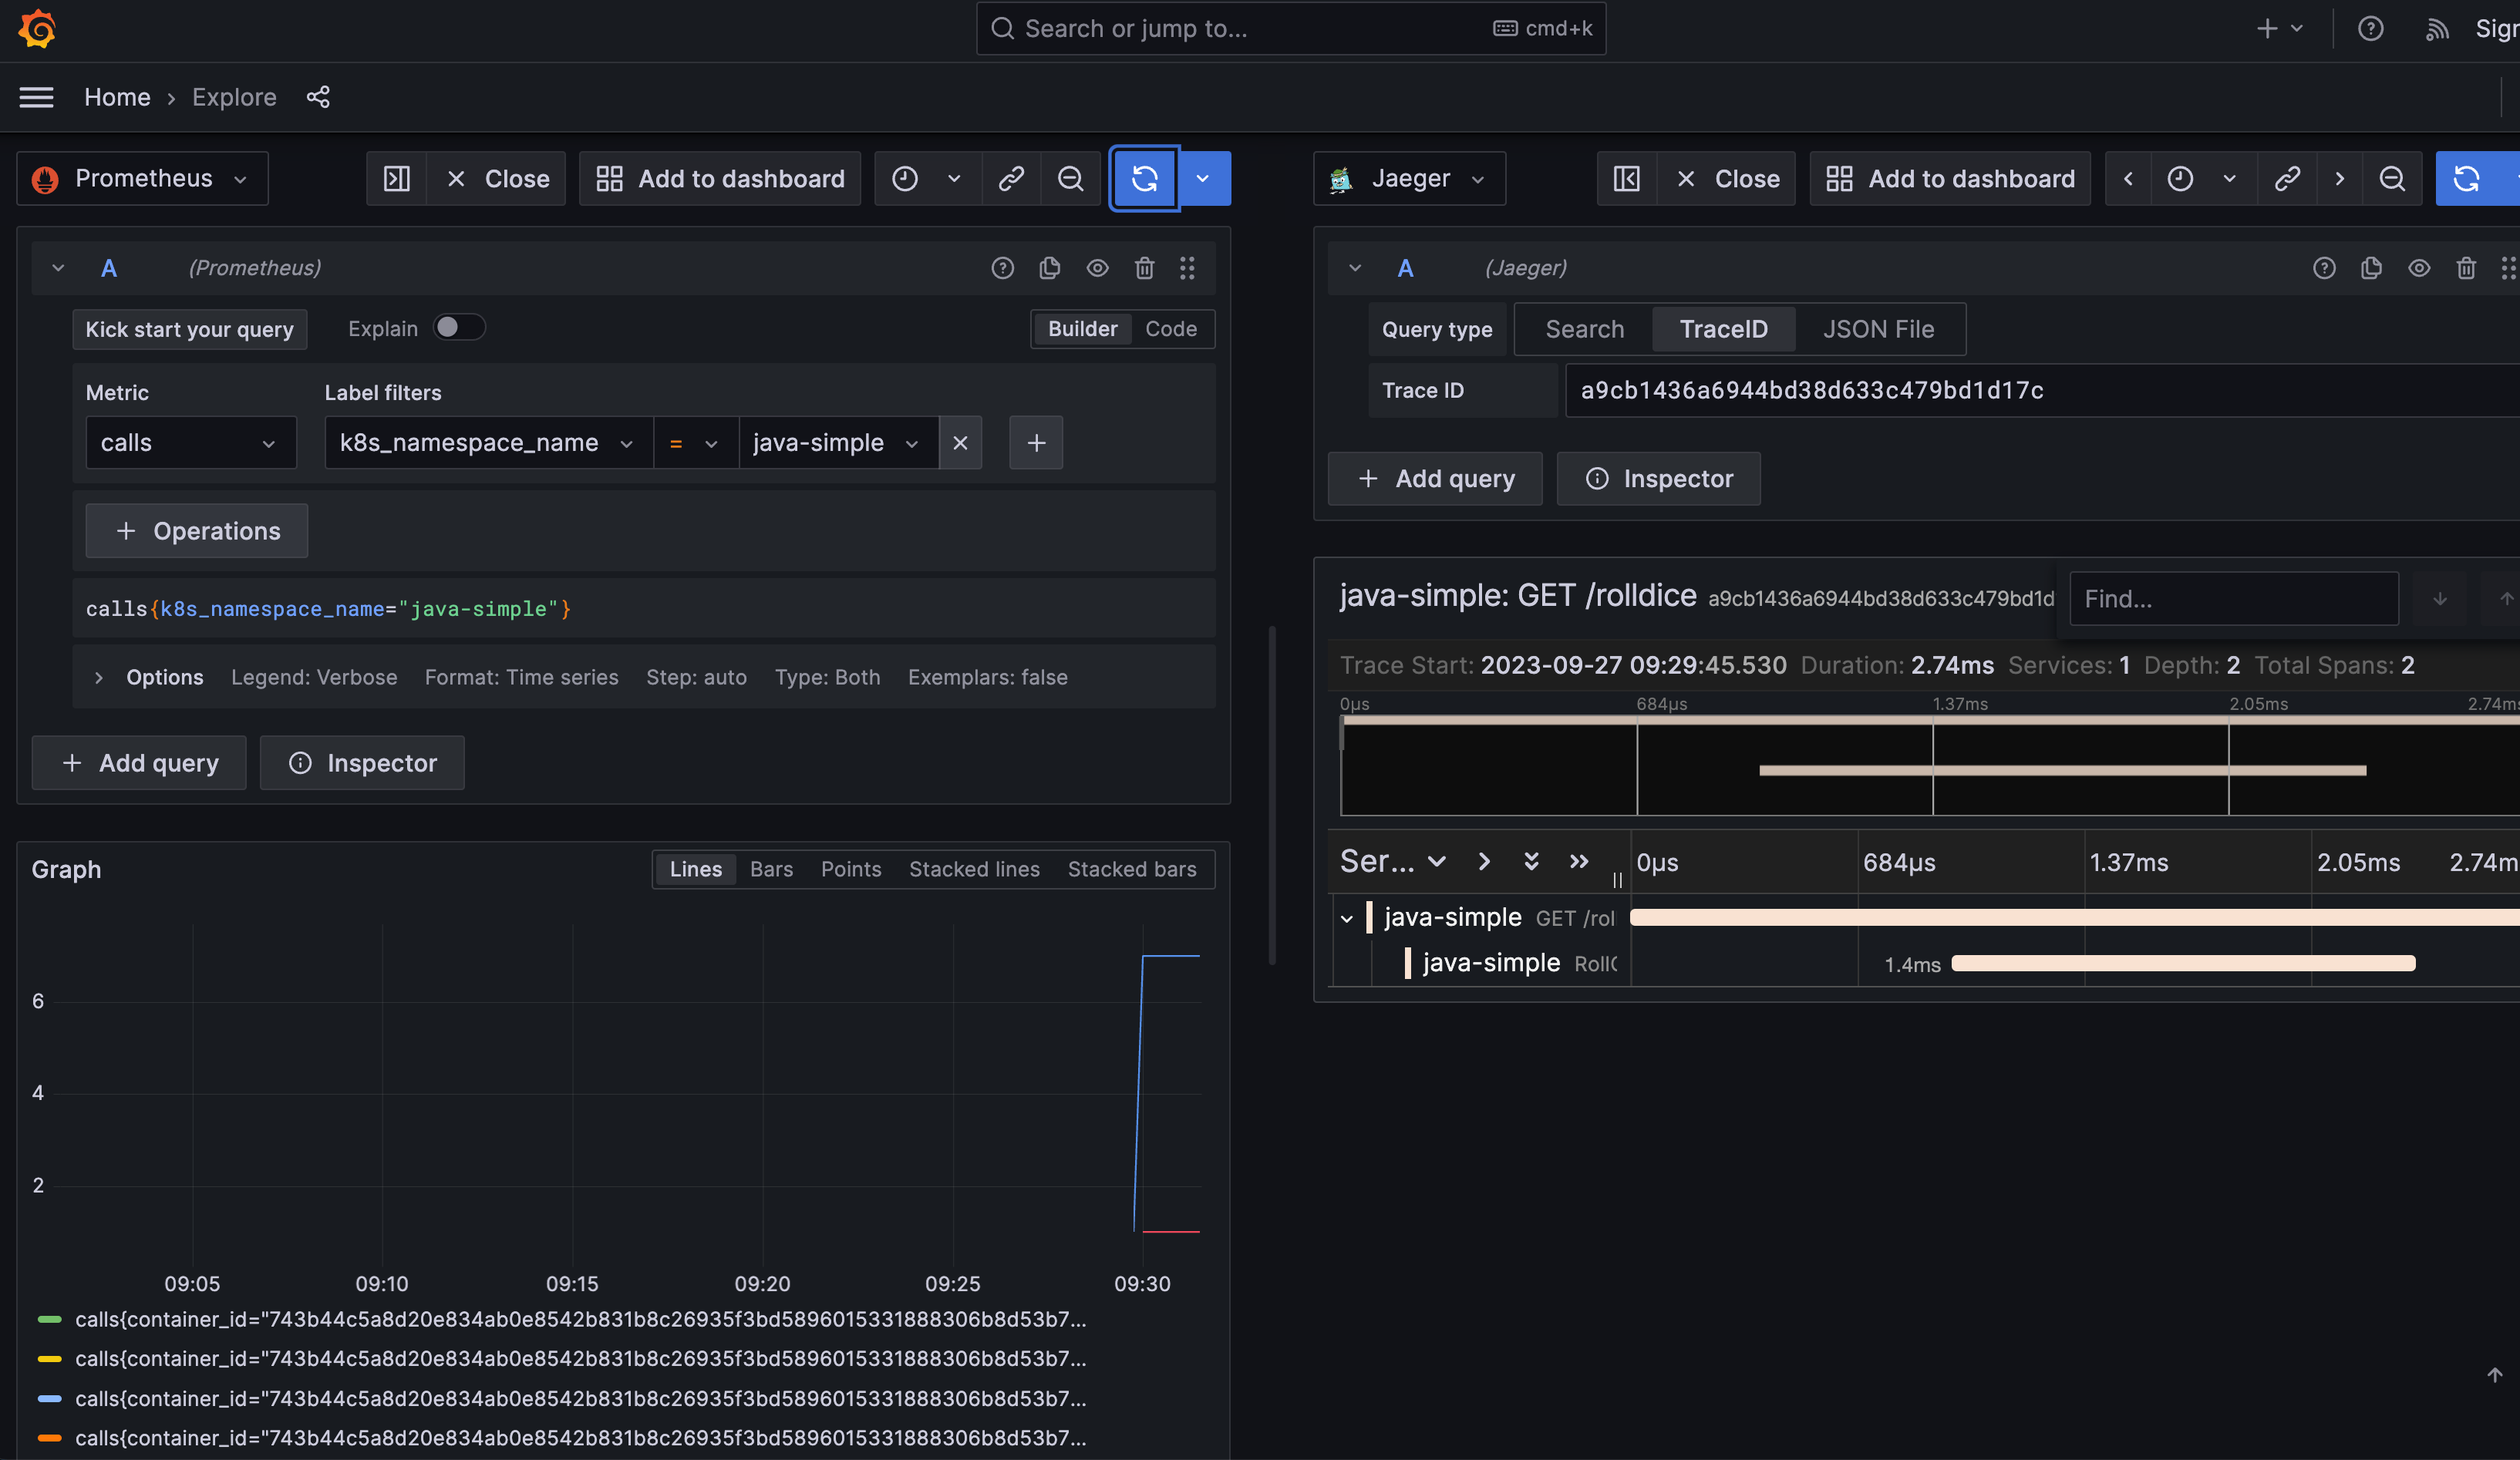 Search or jump to... cmd+k
Home › Explore
Prometheus Close Add to dashboard
A (Prometheus)
Kick start your query Explain Builder Code
Metric Label filters
calls k8s_namespace_name = java-simple
Operations
calls{k8s_namespace_name="java-simple"}
Options Legend: Verbose Format: Time series Step: auto Type: Both Exemplars: false
Add query Inspector
Graph Lines Bars Points Stacked lines Stacked bars
6
4
2
09:05 09:10 09:15 09:20 09:25 09:30
calls{container_id="743b44c5a8d20e834ab0e8542b831b8c26935f3bd5896015331888306b8d53b7...
calls{container_id="743b44c5a8d20e834ab0e8542b831b8c26935f3bd5896015331888306b8d53b7...
calls{container_id="743b44c5a8d20e834ab0e8542b831b8c26935f3bd5896015331888306b8d53b7...
calls{container_id="743b44c5a8d20e834ab0e8542b831b8c26935f3bd5896015331888306b8d53b7...
Jaeger Close Add to dashboard
A (Jaeger)
Query type Search TraceID JSON File
Trace ID a9cb1436a6944bd38d633c479bd1d17c
Add query Inspector
java-simple: GET /rolldice a9cb1436a6944bd38d633c479bd1d Find...
Trace Start: 2023-09-27 09:29:45.530 Duration: 2.74ms Services: 1 Depth: 2 Total Spans: 2
0μs 684μs 1.37ms 2.05ms 2.74ms
Ser... 0μs 684μs 1.37ms 2.05ms 2.74m
java-simple GET /rol
java-simple Roll 1.4ms